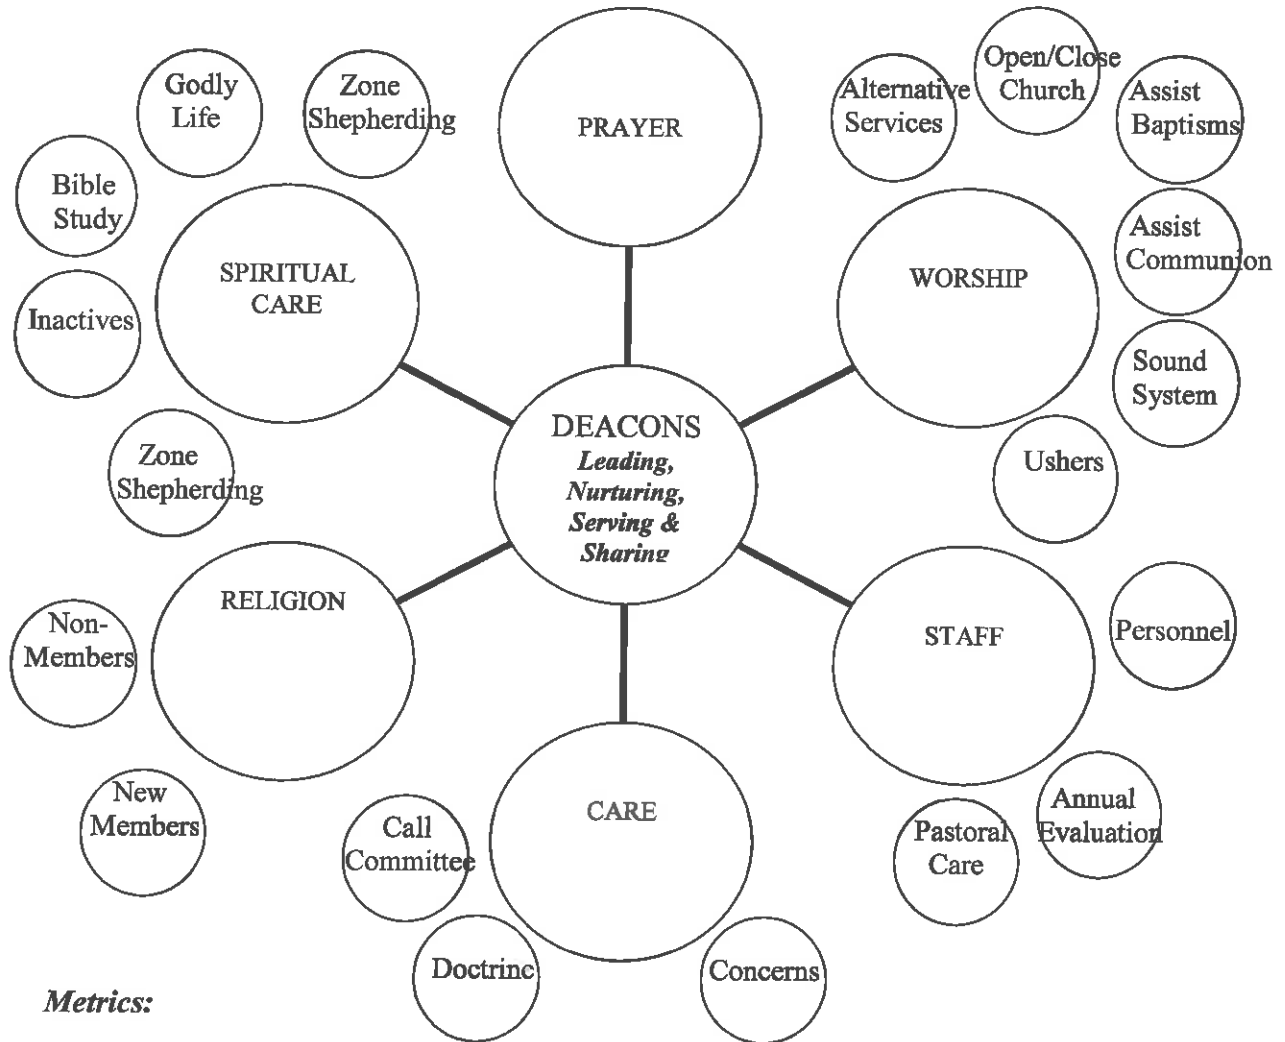 Godly
Life
Zone
Shepherding
PRAYER
Alternative
Services
Open/Close
Church
Assist
Baptisms
Bible
Study
SPIRITUAL
CARE
WORSHIP
Assist
Communion
Inactives
Sound
System
DEACONS
Leading,
Nurturing,
Serving &
Sharing
Zone
Shepherding
Ushers
RELIGION
STAFF
Non-
Members
Personnel
New
Members
Call
Committee
CARE
Pastoral
Care
Annual
Evaluation
Doctrine
Concerns
Metrics: